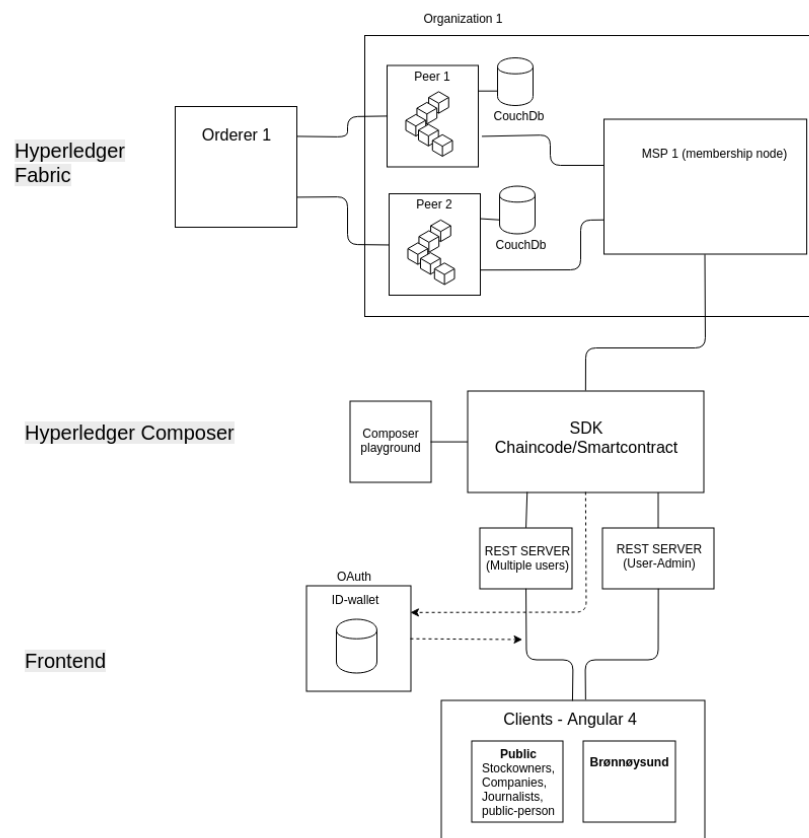 Organization 1
Peer 1
CouchDb
Orderer 1
Hyperledger
Fabric
MSP 1 (membership node)
Peer 2
CouchDb
Hyperledger Composer
Composer
playground
SDK
Chaincode/Smartcontract
REST SERVER
(Multiple users)
REST SERVER
(User-Admin)
OAuth
ID-wallet
Frontend
Clients - Angular 4
Public
Stockowners,
Companies,
Journalists,
public-person
Brønnøysund